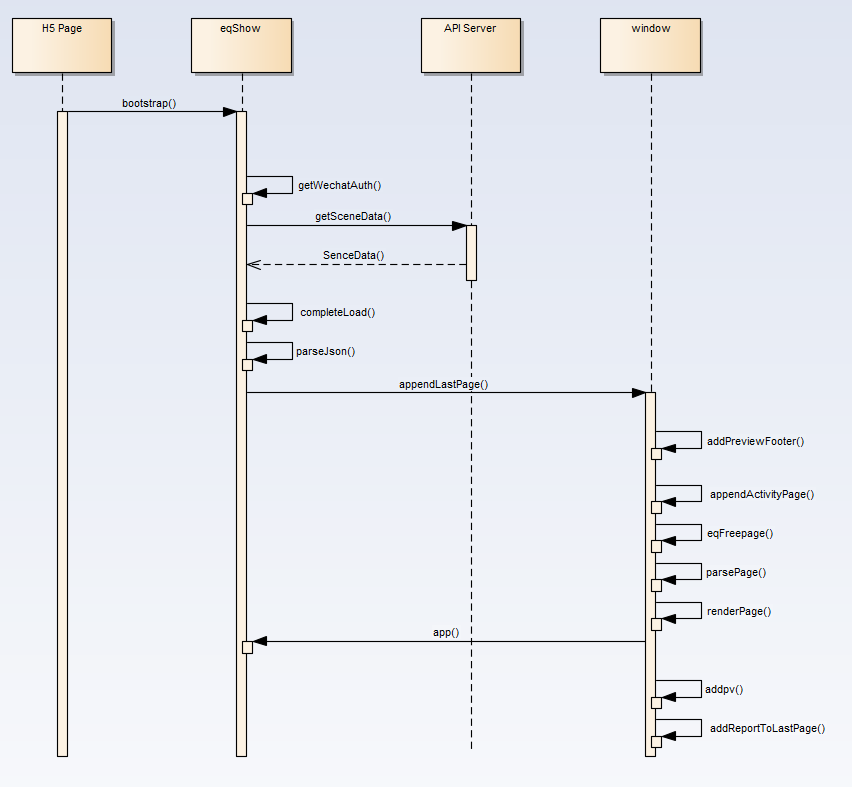 H5 Page
eqShow
API Server
window
bootstrap()
getWechatAuth()
getSceneData()
SenceData()
completeLoad()
parseJson()
appendLastPage()
addPreviewFooter()
appendActivityPage()
eqFreepage()
parsePage()
renderPage()
app()
addpv()
addReportToLastPage()